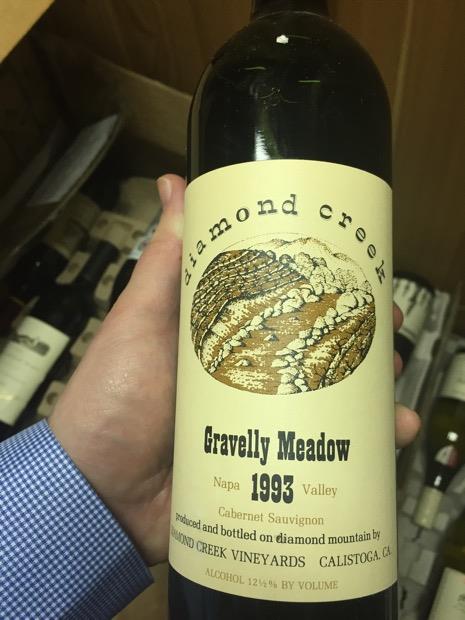 diamond creek
Gravelly Meadow
Napa 1993 Valley
Cabernet Sauvignon
produced and bottled on diamond mountain by
DIAMOND CREEK VINEYARDS CALISTOGA, CA.
ALCOHOL 12½% BY VOLUME